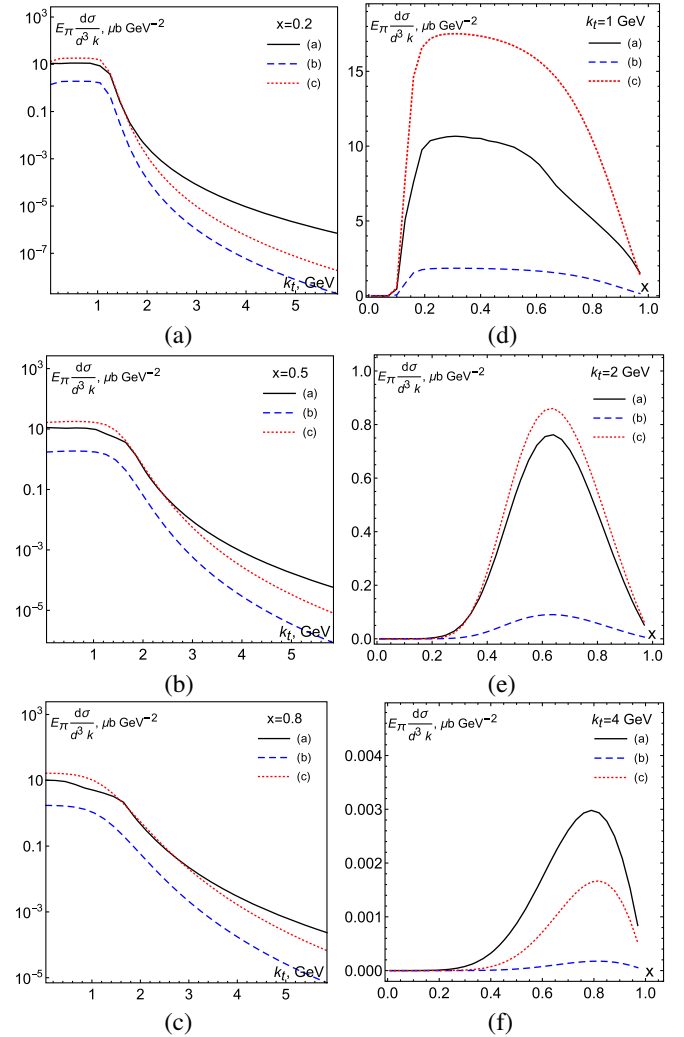 E_π dσ/d³k, μb GeV⁻²
x=0.2
(a)
(b)
(c)
10³
10
0.1
10⁻³
10⁻⁵
10⁻⁷
k_t, GeV
1 2 3 4 5
(a)
E_π dσ/d³k, μb GeV⁻²
k_t=1 GeV
(a)
(b)
(c)
15
10
5
0
x
0.0 0.2 0.4 0.6 0.8 1.0
(d)
E_π dσ/d³k, μb GeV⁻²
x=0.5
(a)
(b)
(c)
10³
10
0.1
10⁻³
10⁻⁵
k_t, GeV
1 2 3 4 5
(b)
E_π dσ/d³k, μb GeV⁻²
k_t=2 GeV
(a)
(b)
(c)
1.0
0.8
0.6
0.4
0.2
0.0
x
0.0 0.2 0.4 0.6 0.8 1.0
(e)
E_π dσ/d³k, μb GeV⁻²
x=0.8
(a)
(b)
(c)
10³
10
0.1
10⁻³
10⁻⁵
k_t, GeV
1 2 3 4 5
(c)
E_π dσ/d³k, μb GeV⁻²
k_t=4 GeV
(a)
(b)
(c)
0.004
0.003
0.002
0.001
0.000
x
0.0 0.2 0.4 0.6 0.8 1.0
(f)